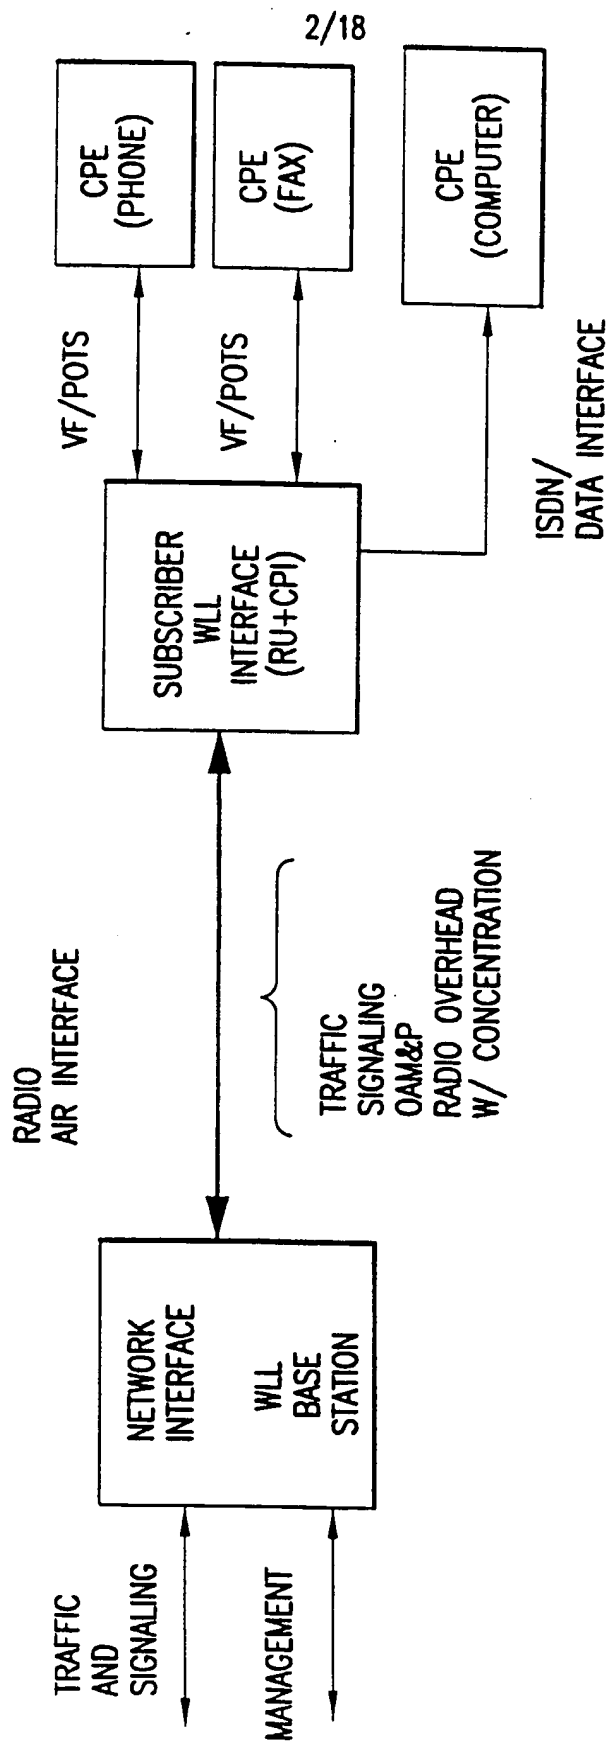 2/18
TRAFFIC
AND
SIGNALING
MANAGEMENT
NETWORK
INTERFACE
WLL
BASE
STATION
RADIO
AIR INTERFACE
TRAFFIC
SIGNALING
OAM&P
RADIO OVERHEAD
W/ CONCENTRATION
SUBSCRIBER
WLL
INTERFACE
(RU+CPI)
VF/POTS
VF/POTS
ISDN/
DATA INTERFACE
CPE
(PHONE)
CPE
(FAX)
CPE
(COMPUTER)